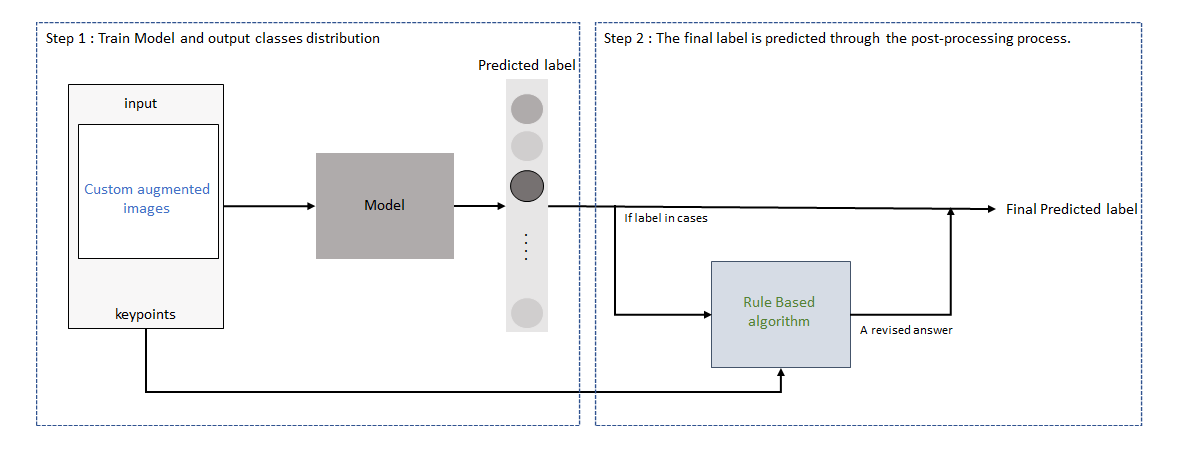 Step 1 : Train Model and output classes distribution
Predicted label
input
Custom augmented
images
keypoints
Model
Step 2 : The final label is predicted through the post-processing process.
If label in cases
Final Predicted label
Rule Based
algorithm
A revised answer